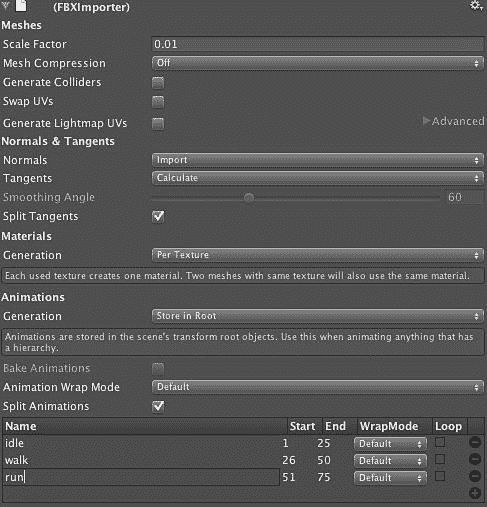 (FBXImporter)
Meshes
Scale Factor 0.01
Mesh Compression Off
Generate Colliders
Swap UVs
Generate Lightmap UVs Advanced
Normals & Tangents
Normals Import
Tangents Calculate
Smoothing Angle 60
Split Tangents
Materials
Generation Per Texture
Each used texture creates one material. Two meshes with same texture will also use the same material.
Animations
Generation Store in Root
Animations are stored in the scene's transform root objects. Use this when animating anything that has
a hierarchy.
Bake Animations
Animation Wrap Mode Default
Split Animations
Name Start End WrapMode Loop
idle 1 25 Default
walk 26 50 Default
run 51 75 Default